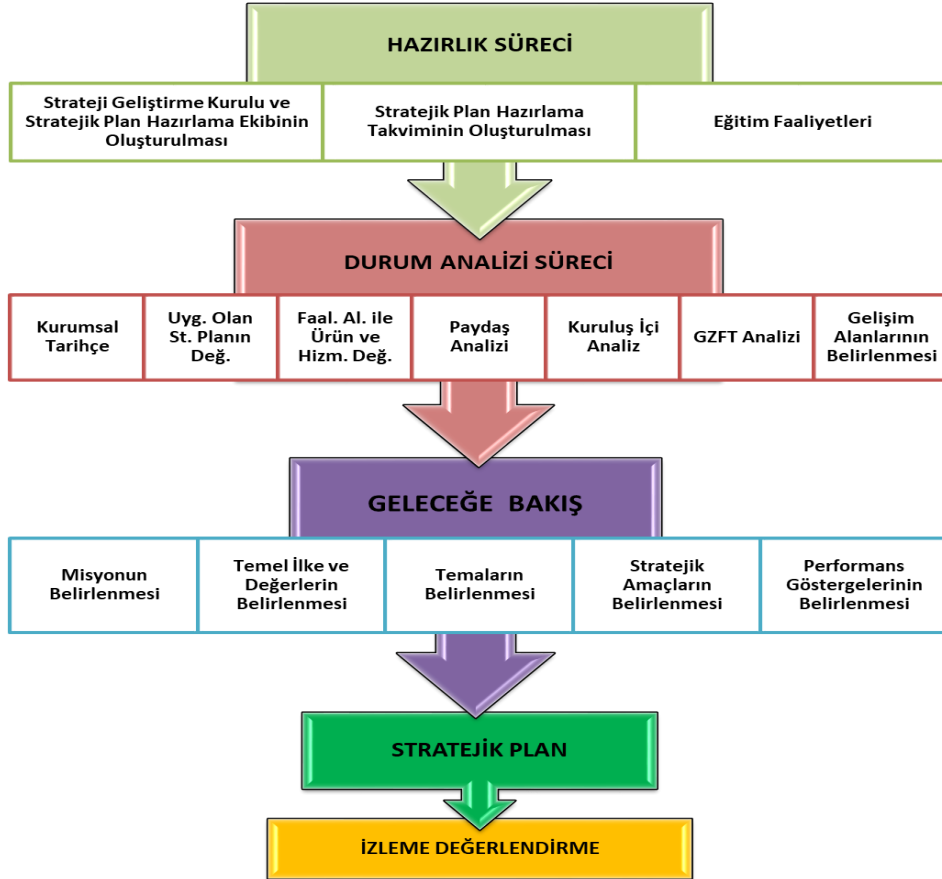 HAZIRLIK SÜRECİ
Strateji Geliştirme Kurulu ve
Stratejik Plan Hazırlama Ekibinin
Oluşturulması
Stratejik Plan Hazırlama
Takviminin Oluşturulması
Eğitim Faaliyetleri
DURUM ANALİZİ SÜRECİ
Kurumsal
Tarihçe
Uyg. Olan
St. Planın
Değ.
Faal. Al. ile
Ürün ve
Hizm. Değ.
Paydaş
Analizi
Kuruluş İçi
Analiz
GZFT Analizi
Gelişim
Alanlarının
Belirlenmesi
GELECEĞE BAKIŞ
Misyonun
Belirlenmesi
Temel İlke ve
Değerlerin
Belirlenmesi
Temaların
Belirlenmesi
Stratejik
Amaçların
Belirlenmesi
Performans
Göstergelerinin
Belirlenmesi
STRATEJİK PLAN
İZLEME DEĞERLENDİRME